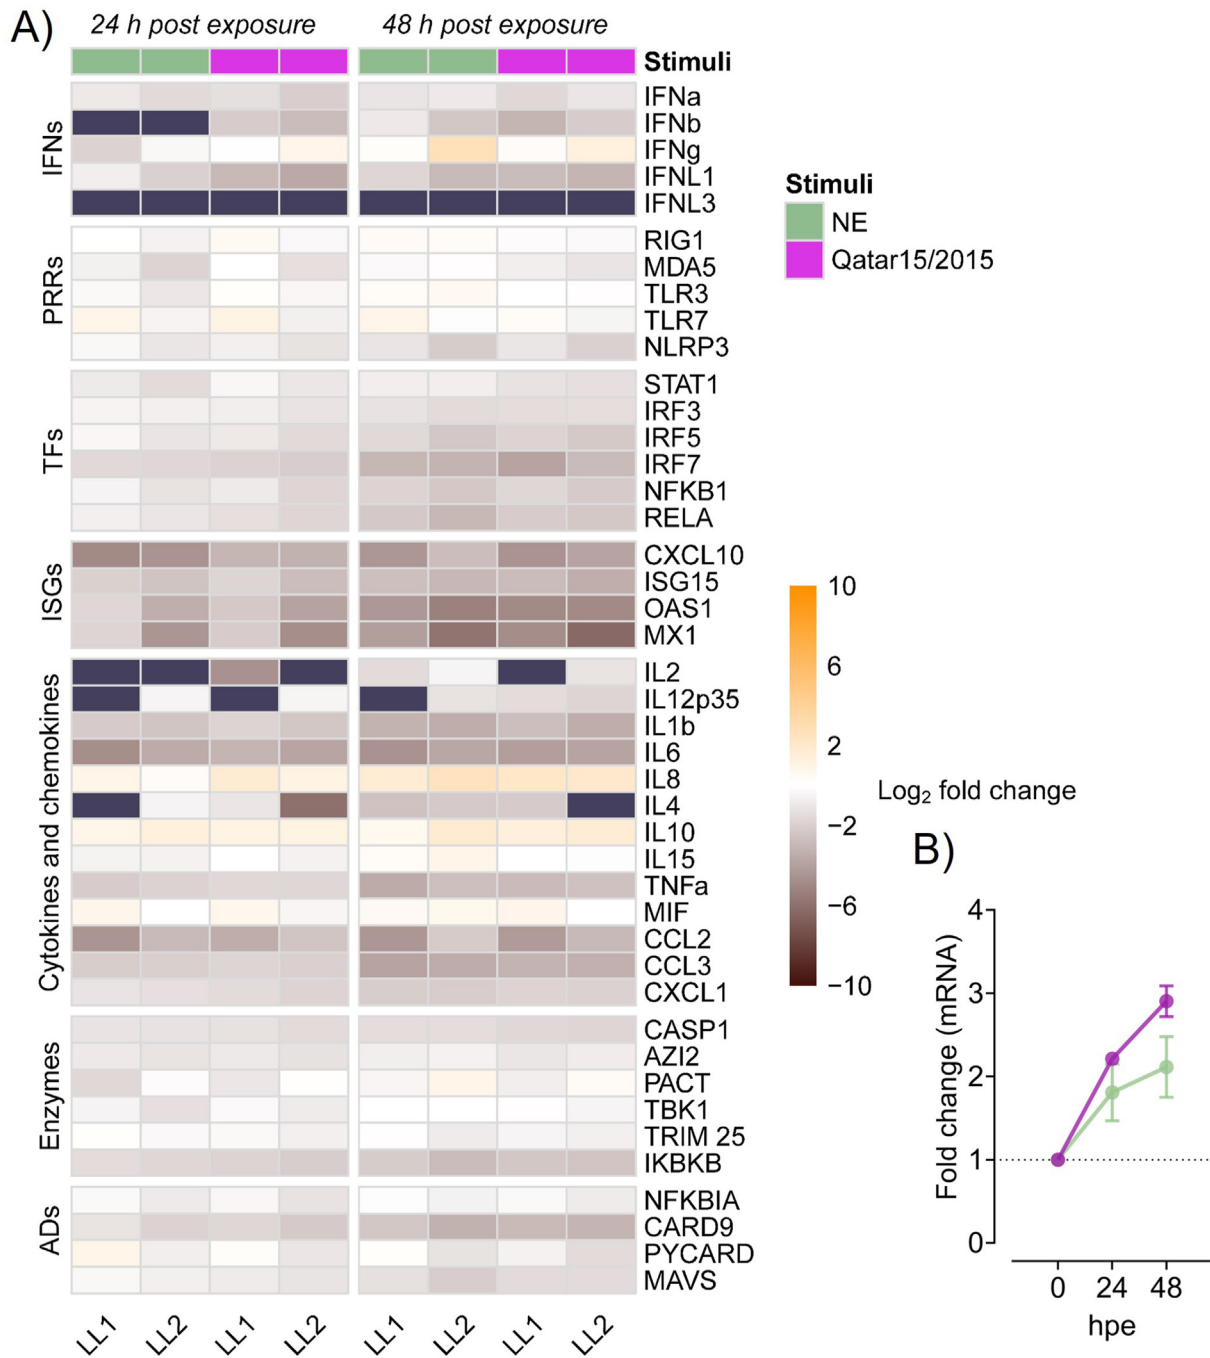 A)
24 h post exposure
48 h post exposure
Stimuli
IFNs
IFNa
IFNb
IFNg
IFNL1
IFNL3
PRRs
RIG1
MDA5
TLR3
TLR7
NLRP3
TFs
STAT1
IRF3
IRF5
IRF7
NFKB1
RELA
ISGs
CXCL10
ISG15
OAS1
MX1
Cytokines and chemokines
IL2
IL12p35
IL1b
IL6
IL8
IL4
IL10
IL15
TNFa
MIF
CCL2
CCL3
CXCL1
Enzymes
CASP1
AZI2
PACT
TBK1
TRIM 25
IKBKB
ADs
NFKBIA
CARD9
PYCARD
MAVS
LL1 LL2 LL1 LL2 LL1 LL2 LL1 LL2
Stimuli
NE
Qatar15/2015
10
6
2
−2
−6
−10
Log₂ fold change
B)
Fold change (mRNA)
4
3
2
1
0
0 24 48
hpe